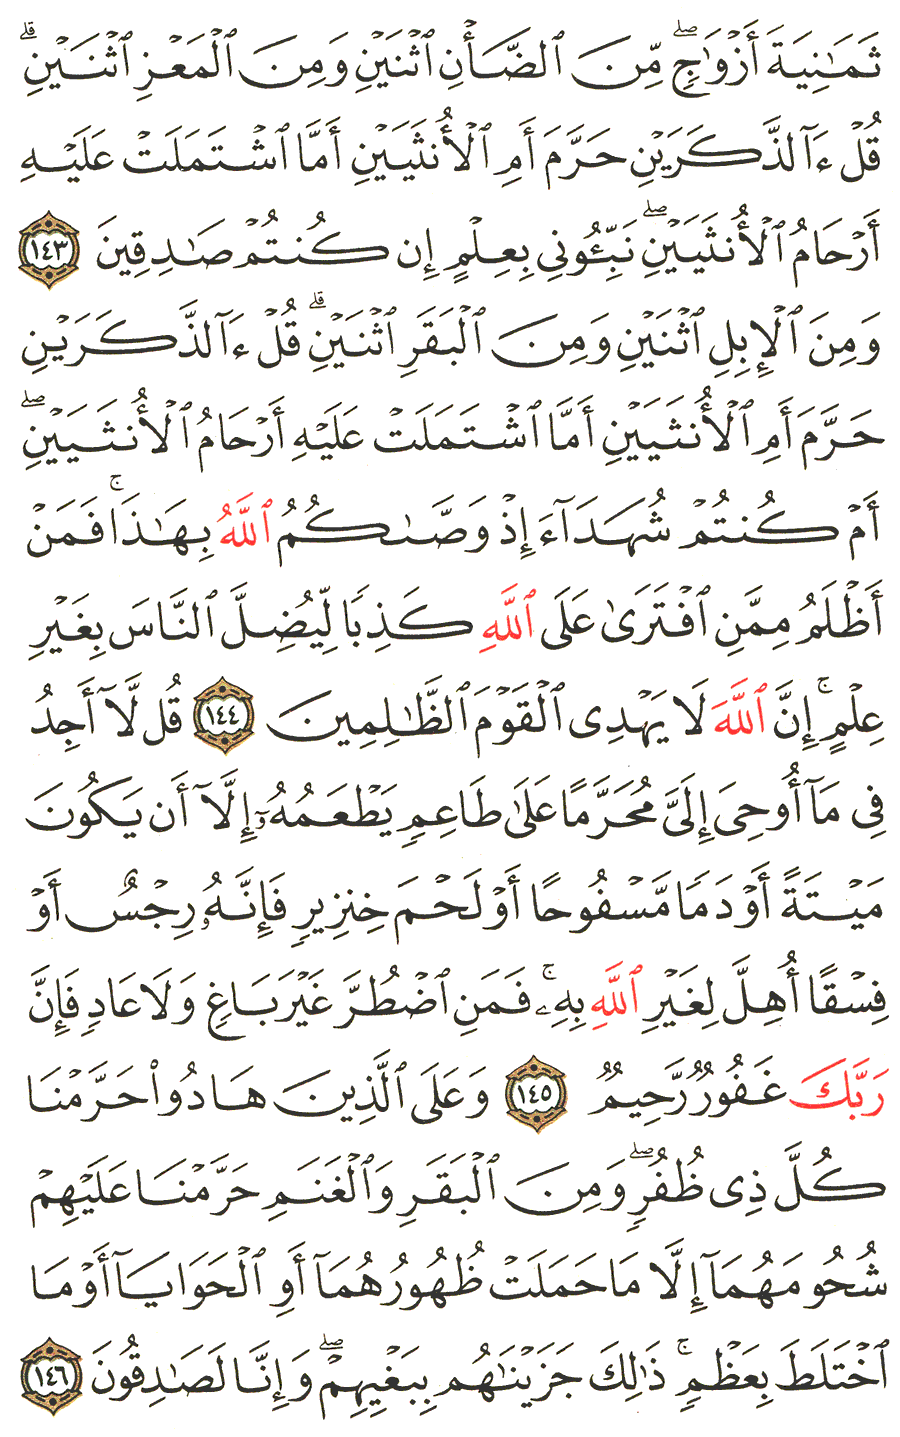 ثَمَٰنِيَةَ أَزْوَٰجٍۖ مِّنَ ٱلضَّأْنِ ٱثْنَيْنِ وَمِنَ ٱلْمَعْزِ ٱثْنَيْنِۗ
قُلْ ءَآلذَّكَرَيْنِ حَرَّمَ أَمِ ٱلْأُنثَيَيْنِ أَمَّا ٱشْتَمَلَتْ عَلَيْهِ
أَرْحَامُ ٱلْأُنثَيَيْنِۖ نَبِّـُٔونِي بِعِلْمٍ إِن كُنتُمْ صَٰدِقِينَ ١٤٣
وَمِنَ ٱلْإِبِلِ ٱثْنَيْنِ وَمِنَ ٱلْبَقَرِ ٱثْنَيْنِۗ قُلْ ءَآلذَّكَرَيْنِ
حَرَّمَ أَمِ ٱلْأُنثَيَيْنِ أَمَّا ٱشْتَمَلَتْ عَلَيْهِ أَرْحَامُ ٱلْأُنثَيَيْنِۖ
أَمْ كُنتُمْ شُهَدَآءَ إِذْ وَصَّىٰكُمُ ٱللَّهُ بِهَٰذَاۚ فَمَنْ
أَظْلَمُ مِمَّنِ ٱفْتَرَىٰ عَلَى ٱللَّهِ كَذِبًا لِّيُضِلَّ ٱلنَّاسَ بِغَيْرِ
عِلْمٍۚ إِنَّ ٱللَّهَ لَا يَهْدِى ٱلْقَوْمَ ٱلظَّٰلِمِينَ ١٤٤ قُل لَّآ أَجِدُ
فِي مَآ أُوحِىَ إِلَىَّ مُحَرَّمًا عَلَىٰ طَاعِمٍ يَطْعَمُهُۥٓ إِلَّآ أَن يَكُونَ
مَيْتَةً أَوْ دَمًا مَّسْفُوحًا أَوْ لَحْمَ خِنزِيرٍ فَإِنَّهُۥ رِجْسٌ أَوْ
فِسْقًا أُهِلَّ لِغَيْرِ ٱللَّهِ بِهِۦۚ فَمَنِ ٱضْطُرَّ غَيْرَ بَاغٍ وَلَا عَادٍ فَإِنَّ
رَبَّكَ غَفُورٌ رَّحِيمٌ ١٤٥ وَعَلَى ٱلَّذِينَ هَادُوا۟ حَرَّمْنَا
كُلَّ ذِى ظُفُرٍۖ وَمِنَ ٱلْبَقَرِ وَٱلْغَنَمِ حَرَّمْنَا عَلَيْهِمْ
شُحُومَهُمَآ إِلَّا مَا حَمَلَتْ ظُهُورُهُمَآ أَوِ ٱلْحَوَايَآ أَوْ مَا
ٱخْتَلَطَ بِعَظْمٍۚ ذَٰلِكَ جَزَيْنَٰهُم بِبَغْيِهِمْۖ وَإِنَّا لَصَٰدِقُونَ ١٤٦